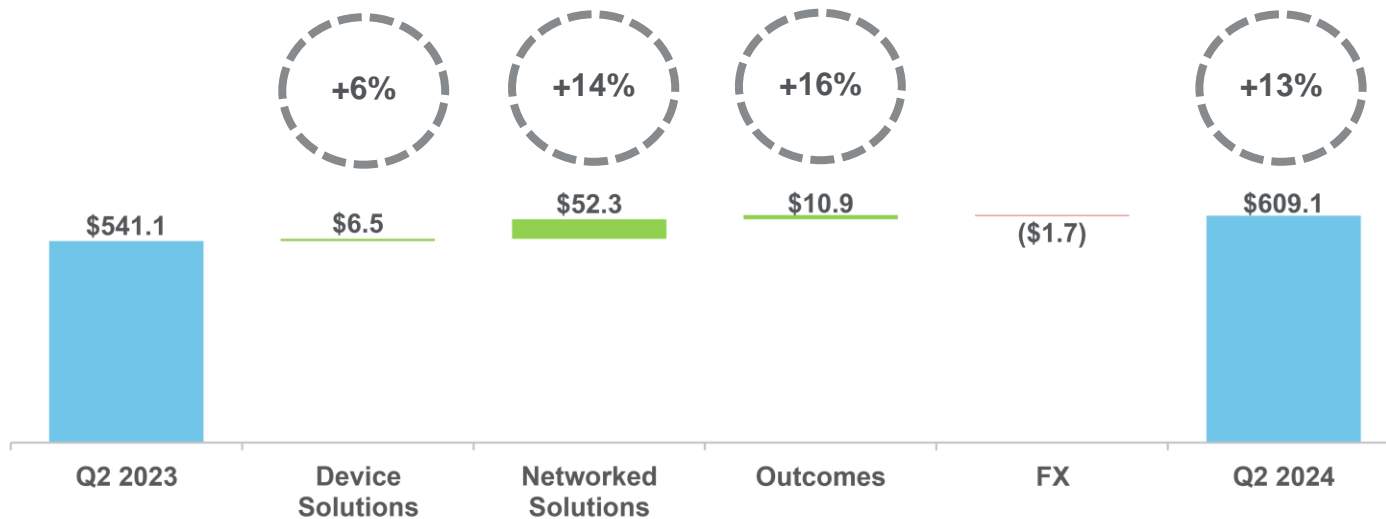 +6%
+14%
+16%
+13%
$541.1
$6.5
$52.3
$10.9
($1.7)
$609.1
Q2 2023
Device
Solutions
Networked
Solutions
Outcomes
FX
Q2 2024